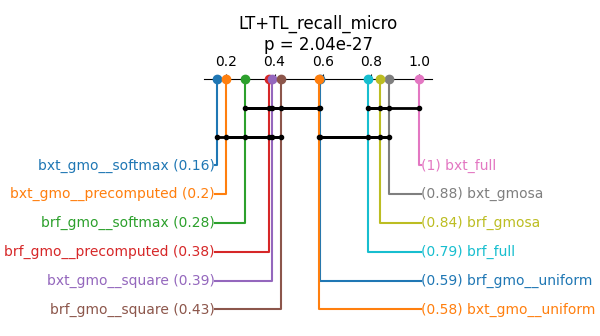 LT+TL_recall_micro
p = 2.04e-27
0.2 0.4 0.6 0.8 1.0
bxt_gmo__softmax (0.16) (1) bxt_full
bxt_gmo__precomputed (0.2) (0.88) bxt_gmosa
brf_gmo__softmax (0.28) (0.84) brf_gmosa
brf_gmo__precomputed (0.38) (0.79) brf_full
bxt_gmo__square (0.39) (0.59) brf_gmo__uniform
brf_gmo__square (0.43) (0.58) bxt_gmo__uniform